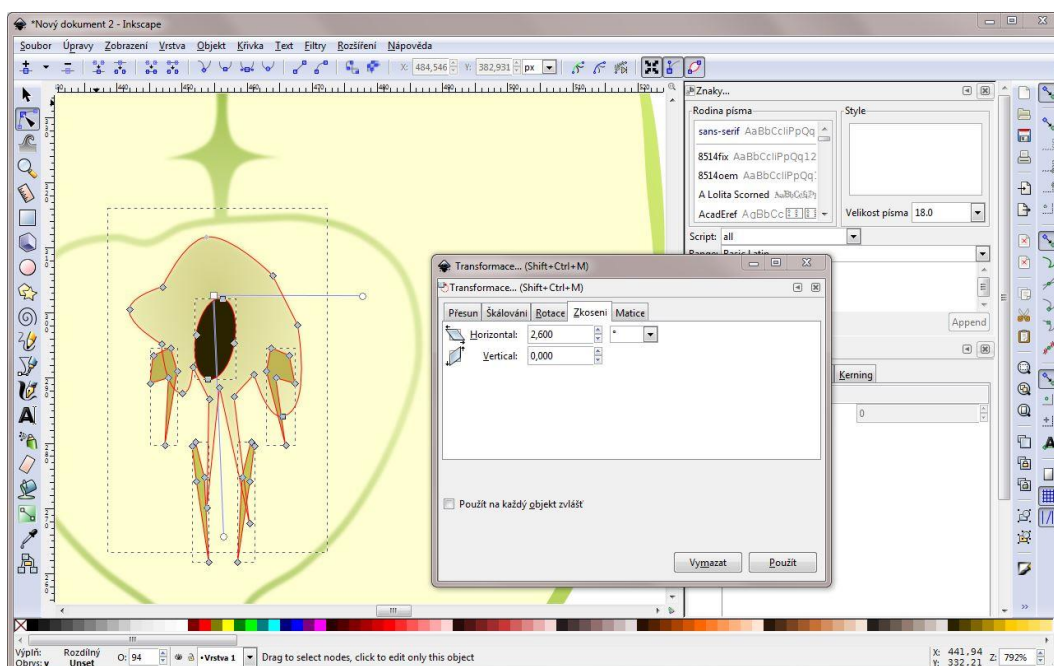 *Nový dokument 2 - Inkscape
Soubor Úpravy Zobrazení Vrstva Objekt Křivka Text Filtry Rozšíření Nápověda
X: 484,546 Y: 382,931 px
Znaky...
Rodina písma
Style
sans-serif AaBbCcIiPpQq
8514fix AaBbCcIiPpQq12
8514oem AaBbCcIiPpQq
A Lolita Scorned
AcadEref AaBbCc
Velikost písma 18.0
Script: all
Range: Basic Latin
Append
Kerning
0
Transformace... (Shift+Ctrl+M)
Transformace... (Shift+Ctrl+M)
Přesun Škálování Rotace Zkosení Matice
Horizontal: 2,600 °
Vertical: 0,000
Použít na každý objekt zvlášť
Vymazat Použít
Výplň: Rozdílný
Obrys: v Unset
O: 94 •Vrstva 1 Drag to select nodes, click to edit only this object
X: 441,94
Y: 332,21
Z: 792%